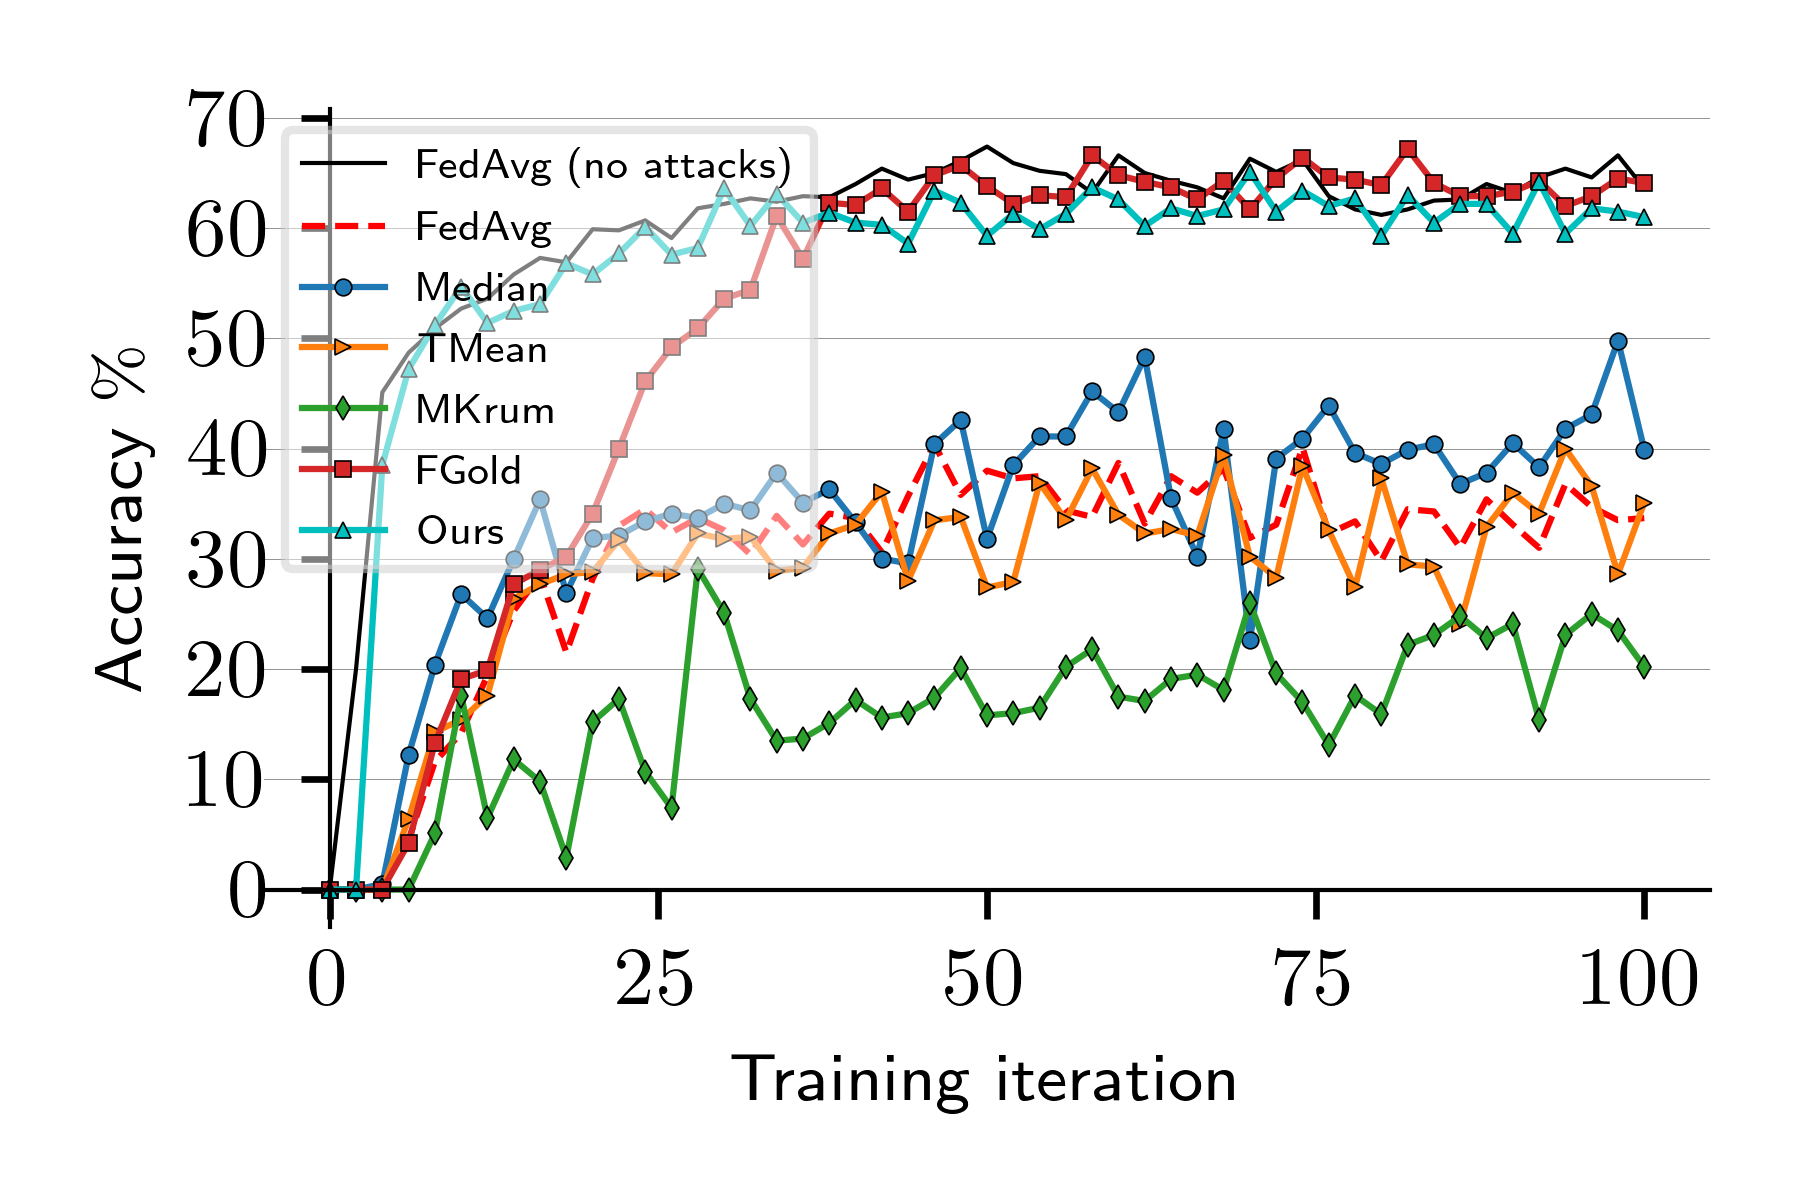 70
60
50
40
30
20
10
0
Accuracy %
FedAvg (no attacks)
FedAvg
Median
TMean
MKrum
FGold
Ours
0 25 50 75 100
Training iteration